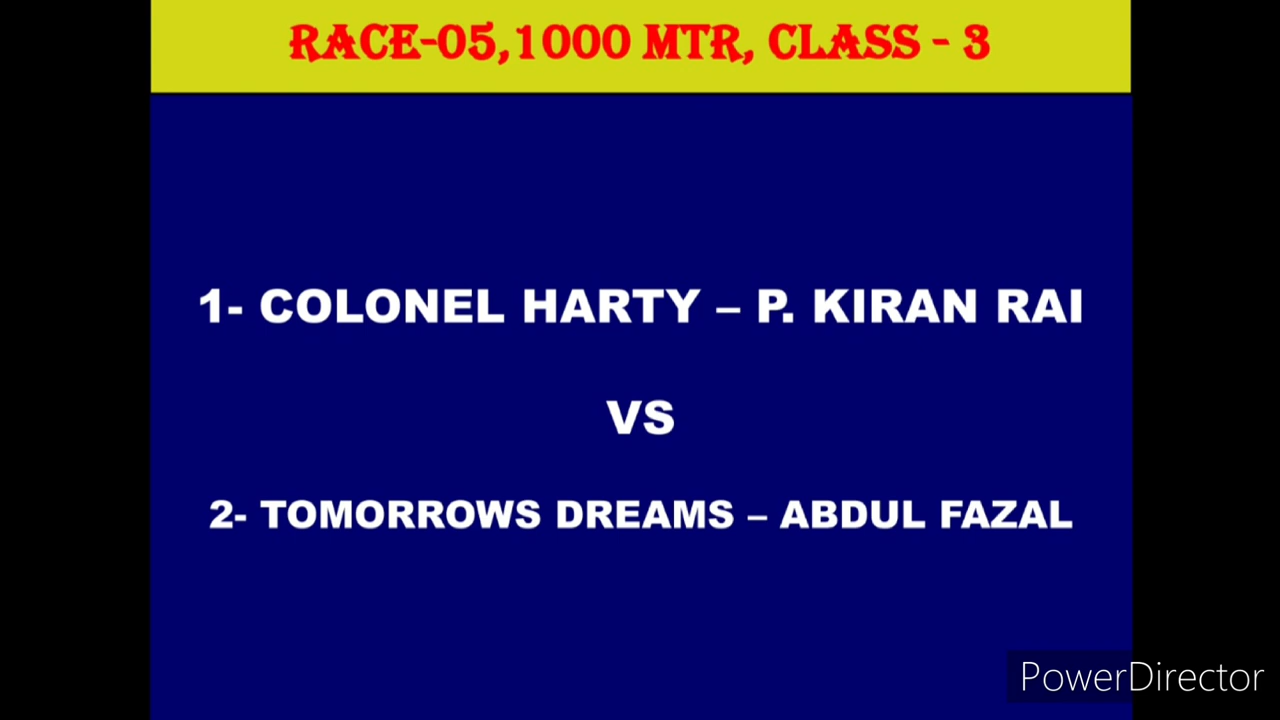 RACE-05,1000 MTR, CLASS - 3
1- COLONEL HARTY – P. KIRAN RAI
VS
2- TOMORROWS DREAMS – ABDUL FAZAL
PowerDirector